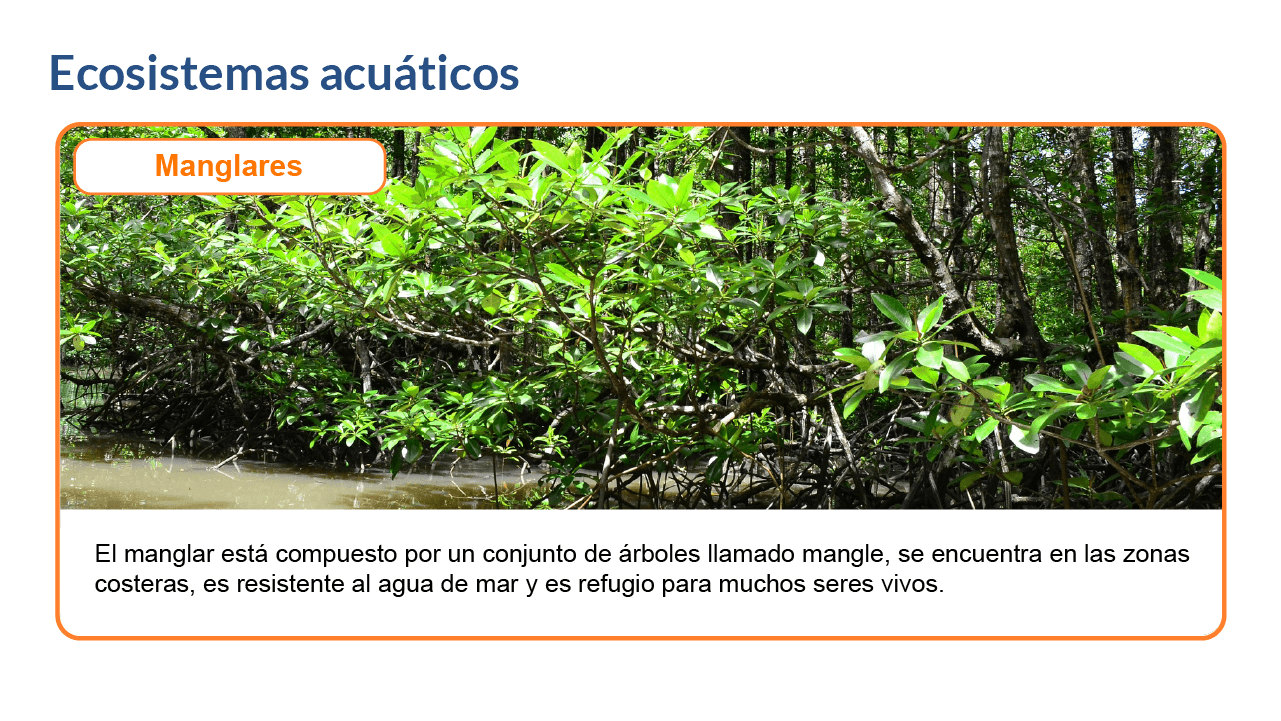 Ecosistemas acuáticos
Manglares
El manglar está compuesto por un conjunto de árboles llamado mangle, se encuentra en las zonas
costeras, es resistente al agua de mar y es refugio para muchos seres vivos.